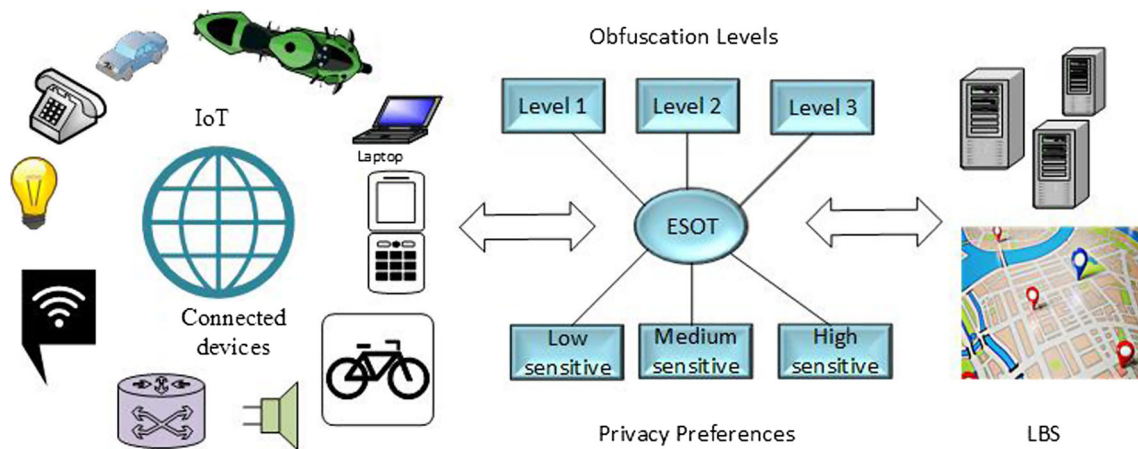 Obfuscation Levels
Level 1
Level 2
Level 3
IoT
Laptop
ESOT
Connected
devices
Low
sensitive
Medium
sensitive
High
sensitive
Privacy Preferences
LBS